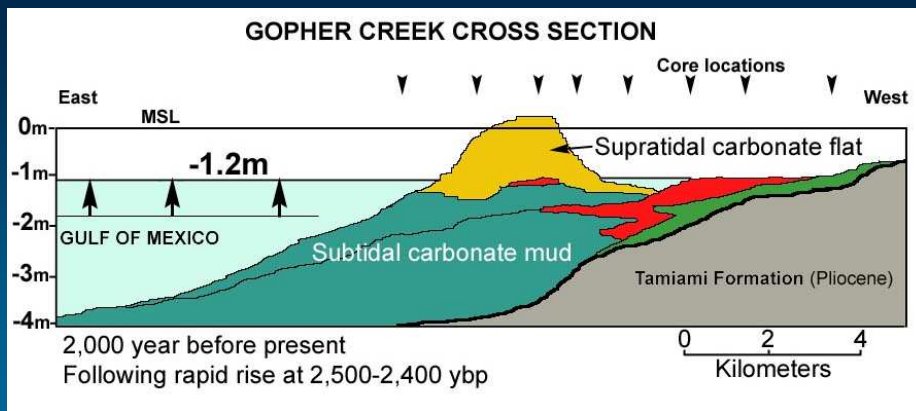 GOPHER CREEK CROSS SECTION
Core locations
East
West
MSL
0m
Supratidal carbonate flat
-1m
-1.2m
-2m
GULF OF MEXICO
Subtidal carbonate mud
-3m
Tamiami Formation (Pliocene)
-4m
2,000 year before present
0 2 4
Following rapid rise at 2,500-2,400 ybp
Kilometers